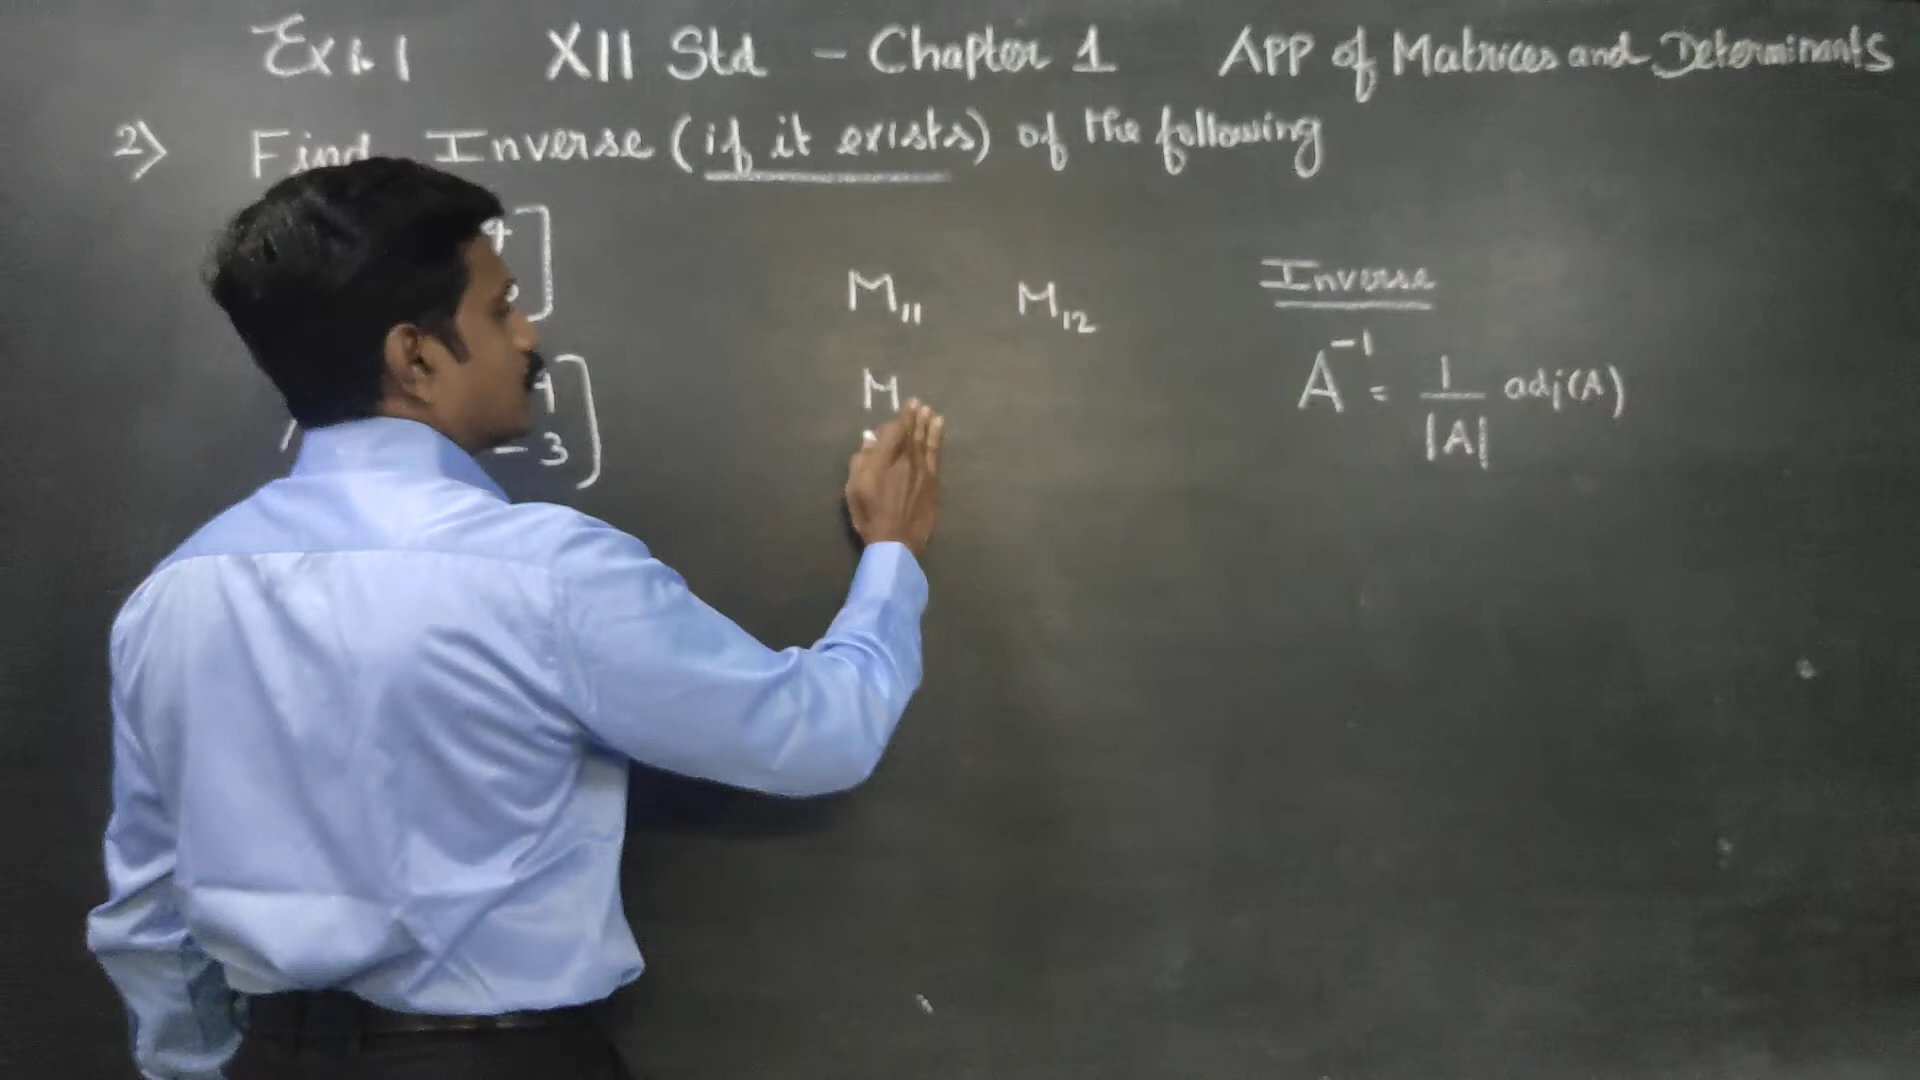 Ex 1.1 XII Std - Chapter 1 APP of Matrices and Determinants
2) Find Inverse (if it exists) of the following
M₁₁ M₁₂
M
Inverse
A⁻¹ = 1/|A| adj(A)
4
- 3